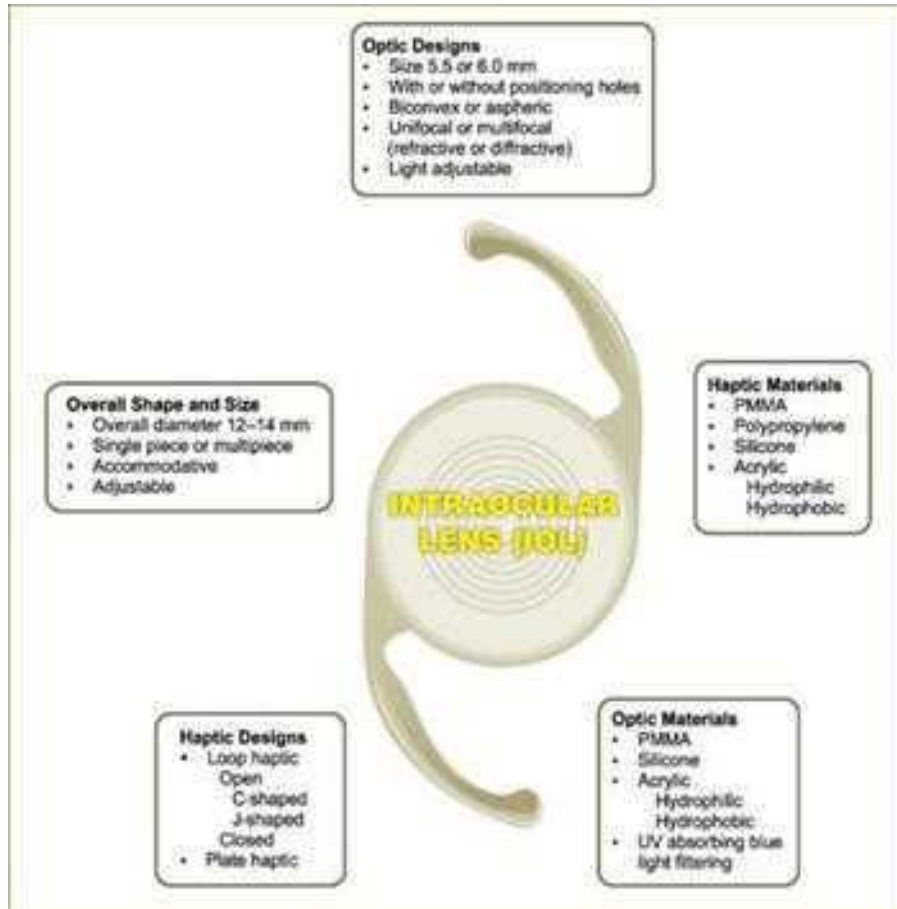 Optic Designs
• Size 5.5 or 6.0 mm
• With or without positioning holes
• Biconvex or aspheric
• Unifocal or multifocal
(refractive or diffractive)
• Light adjustable
Overall Shape and Size
• Overall diameter 12–14 mm
• Single piece or multipiece
• Accommodative
• Adjustable
Haptic Materials
• PMMA
• Polypropylene
• Silicone
• Acrylic
Hydrophilic
Hydrophobic
INTRAOCULAR
LENS (IOL)
Haptic Designs
• Loop haptic
Open
C-shaped
J-shaped
Closed
• Plate haptic
Optic Materials
• PMMA
• Silicone
• Acrylic
Hydrophilic
Hydrophobic
• UV absorbing blue
light filtering